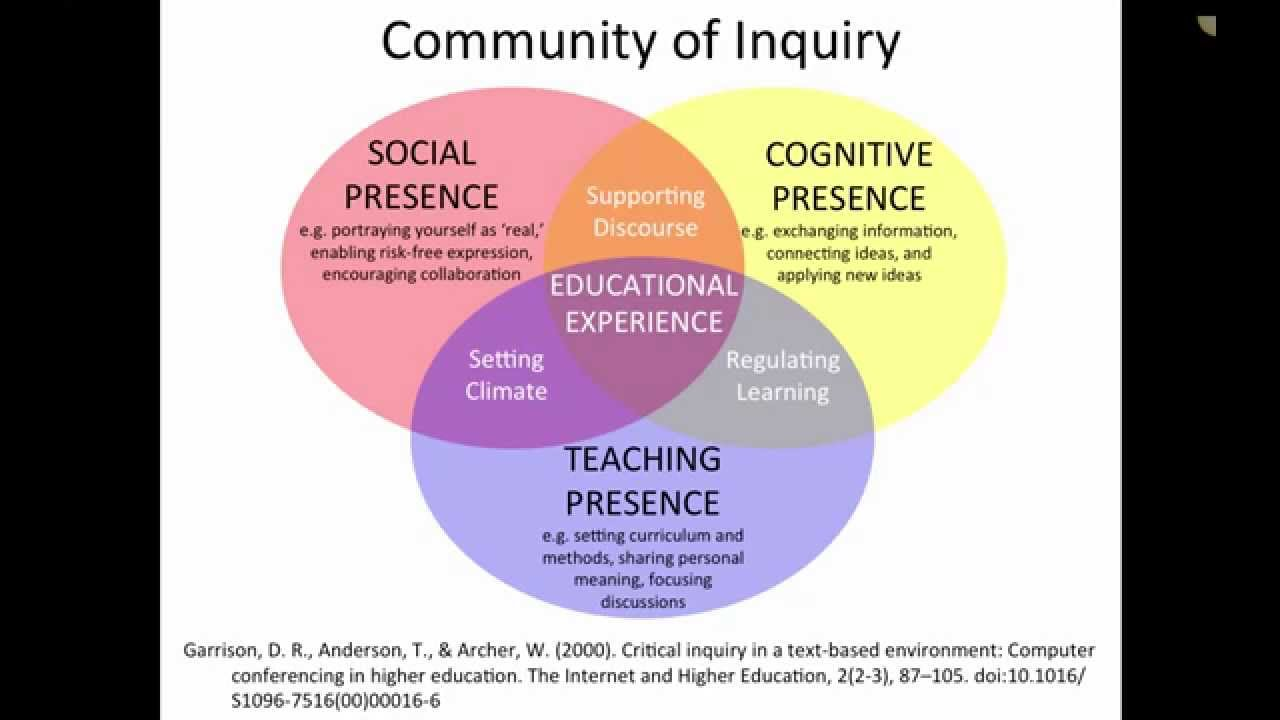 Community of Inquiry
SOCIAL
PRESENCE
e.g. portraying yourself as ‘real,’
enabling risk-free expression,
encouraging collaboration
COGNITIVE
PRESENCE
e.g. exchanging information,
connecting ideas, and
applying new ideas
Supporting
Discourse
EDUCATIONAL
EXPERIENCE
Setting
Climate
Regulating
Learning
TEACHING
PRESENCE
e.g. setting curriculum and
methods, sharing personal
meaning, focusing
discussions
Garrison, D. R., Anderson, T., & Archer, W. (2000). Critical inquiry in a text-based environment: Computer
conferencing in higher education. The Internet and Higher Education, 2(2-3), 87–105. doi:10.1016/
S1096-7516(00)00016-6